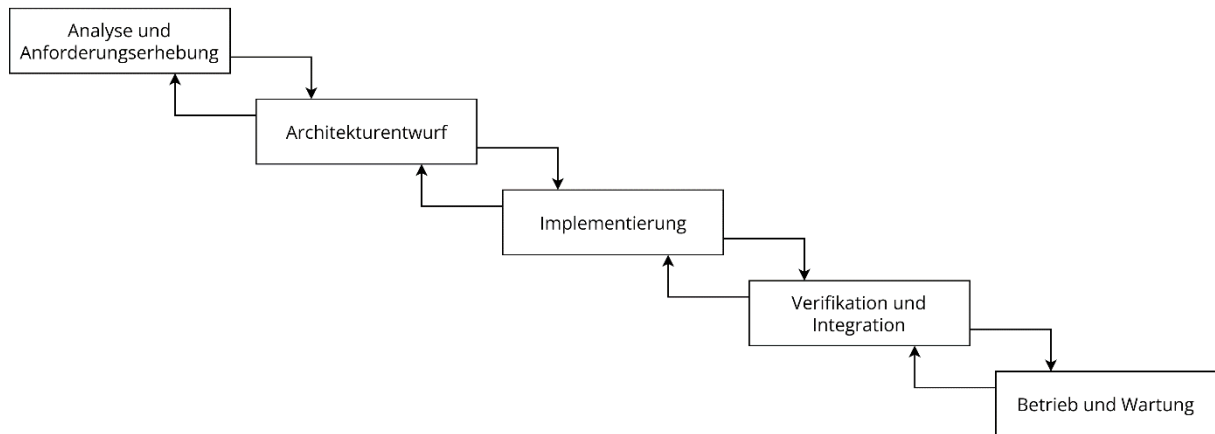 Analyse und
Anforderungserhebung
Architekturentwurf
Implementierung
Verifikation und
Integration
Betrieb und Wartung